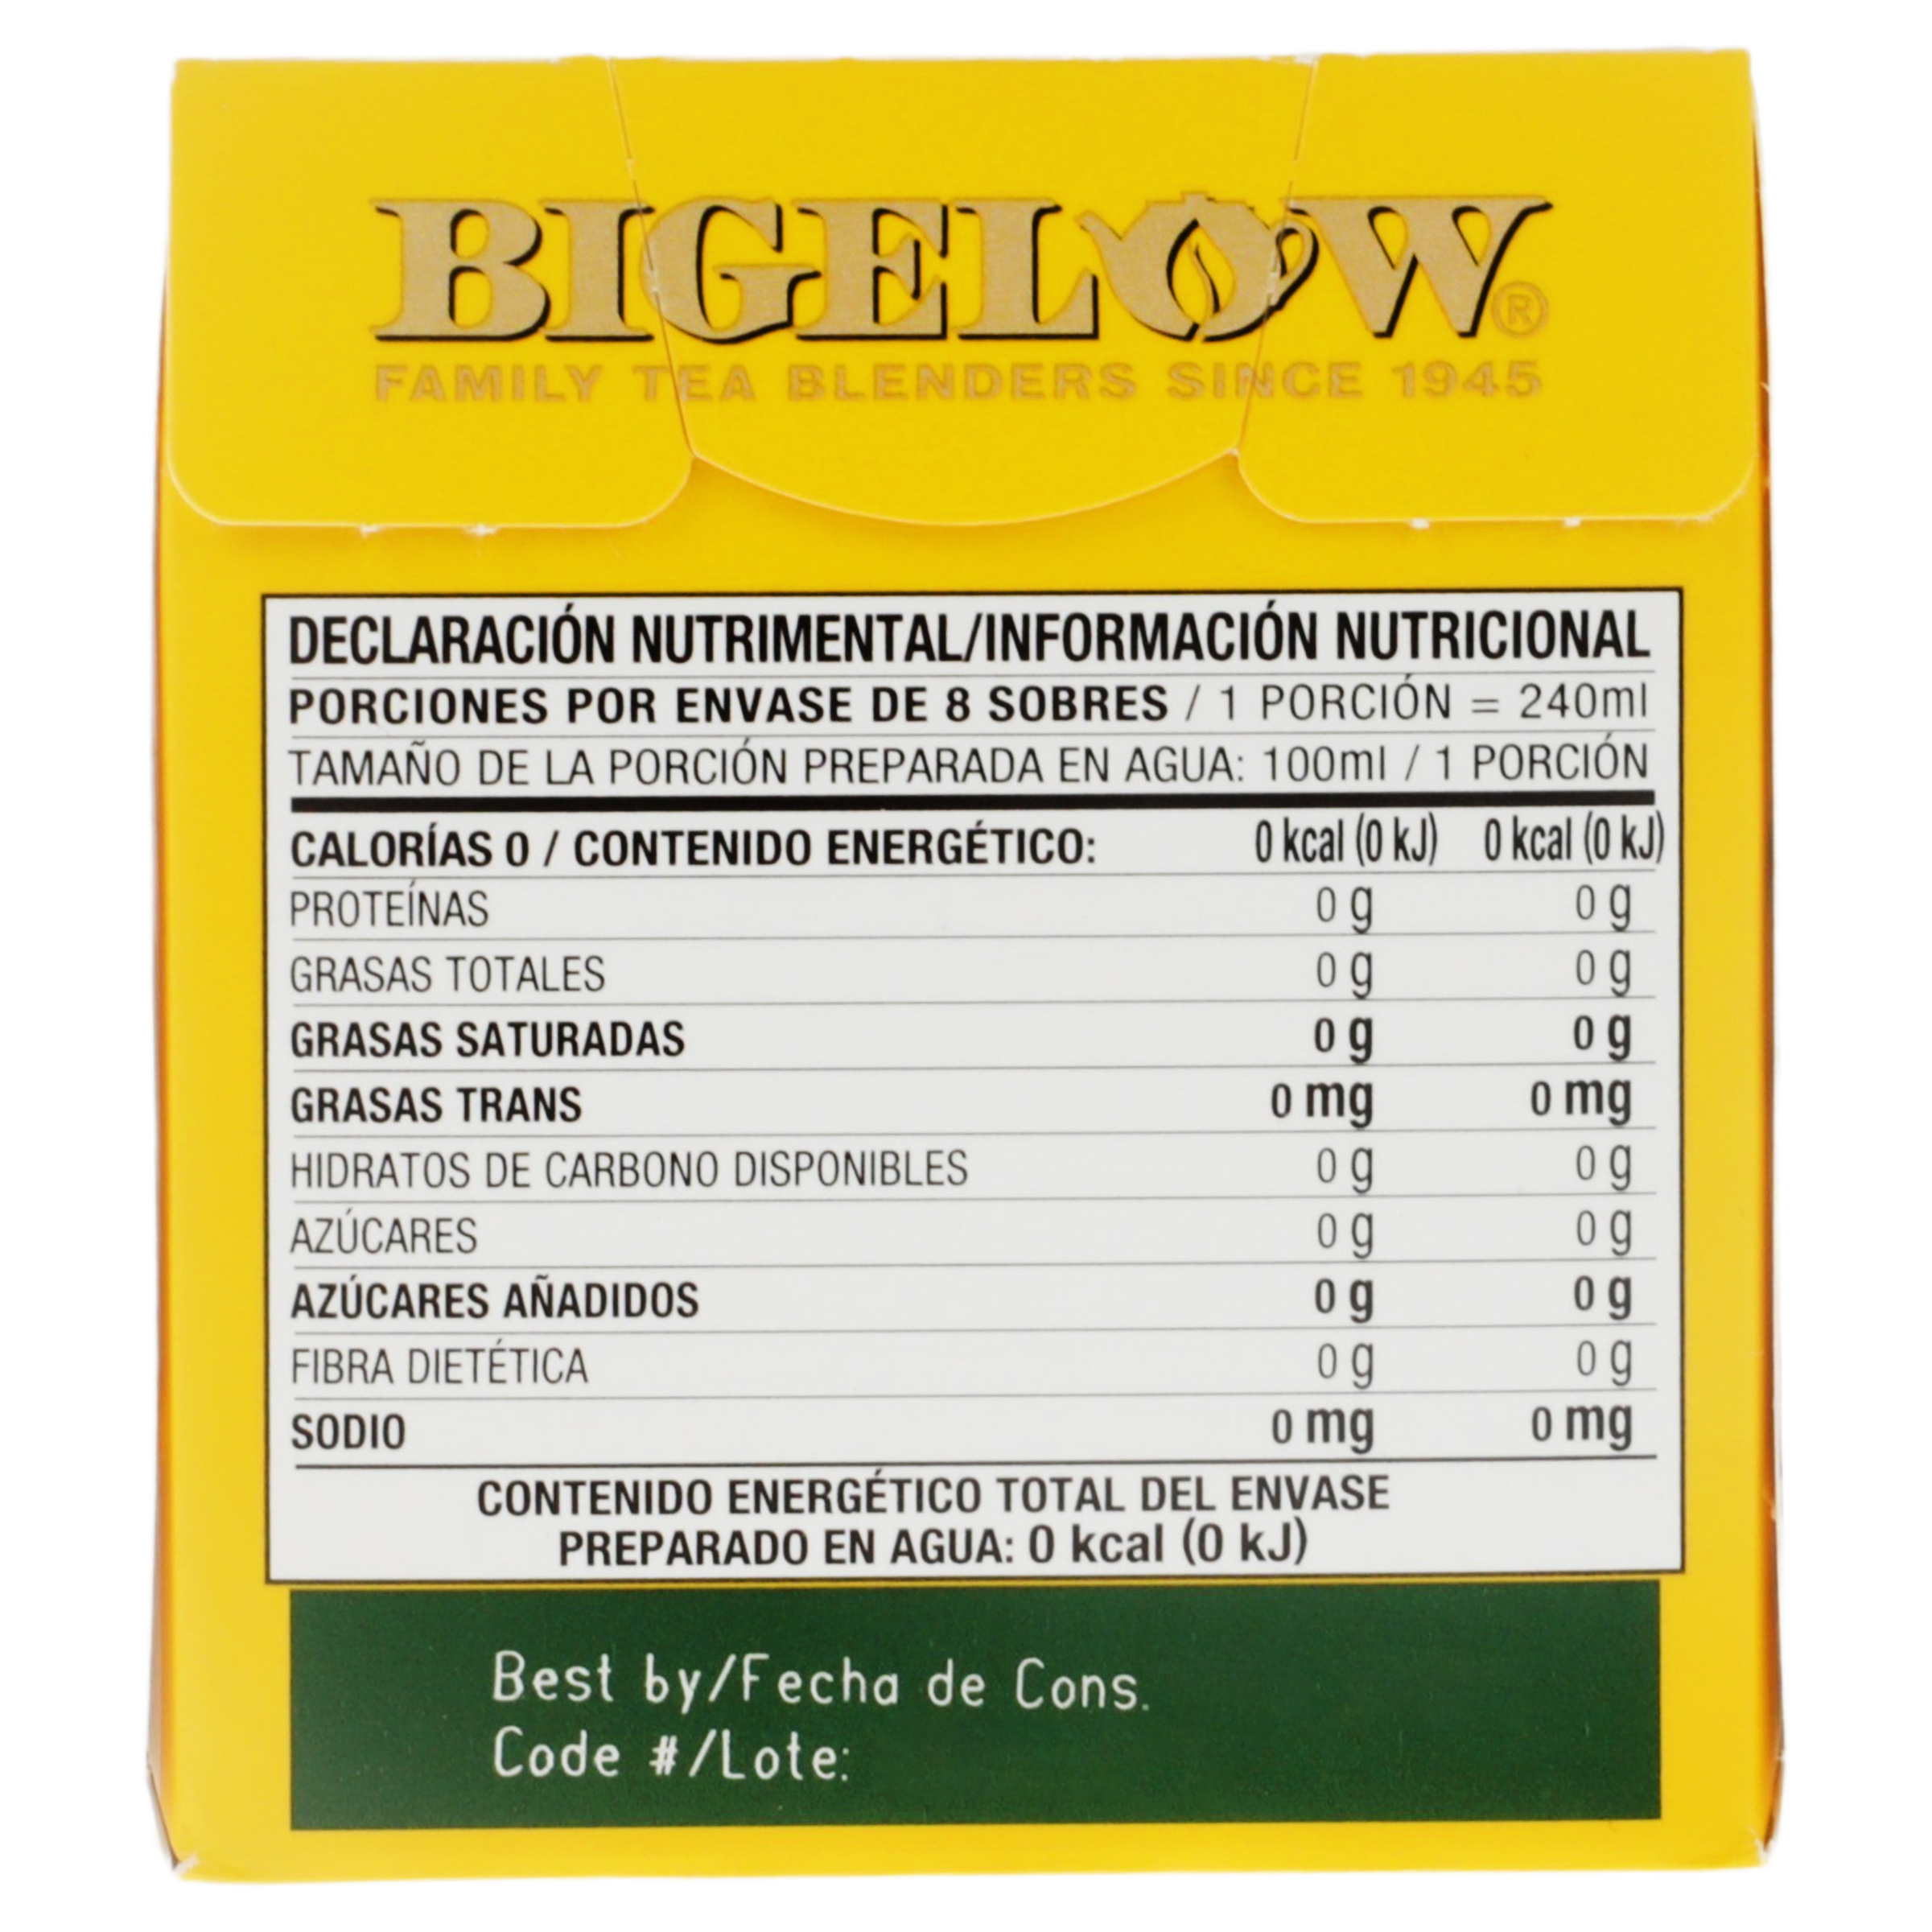 BIGELOW®
FAMILY TEA BLENDERS SINCE 1945
DECLARACIÓN NUTRIMENTAL/INFORMACIÓN NUTRICIONAL
PORCIONES POR ENVASE DE 8 SOBRES / 1 PORCIÓN = 240ml
TAMAÑO DE LA PORCIÓN PREPARADA EN AGUA: 100ml / 1 PORCIÓN
CALORÍAS 0 / CONTENIDO ENERGÉTICO: 0 kcal (0 kJ) 0 kcal (0 kJ)
PROTEÍNAS 0 g 0 g
GRASAS TOTALES 0 g 0 g
GRASAS SATURADAS 0 g 0 g
GRASAS TRANS 0 mg 0 mg
HIDRATOS DE CARBONO DISPONIBLES 0 g 0 g
AZÚCARES 0 g 0 g
AZÚCARES AÑADIDOS 0 g 0 g
FIBRA DIETÉTICA 0 g 0 g
SODIO 0 mg 0 mg
CONTENIDO ENERGÉTICO TOTAL DEL ENVASE
PREPARADO EN AGUA: 0 kcal (0 kJ)
Best by/Fecha de Cons.
Code #/Lote: